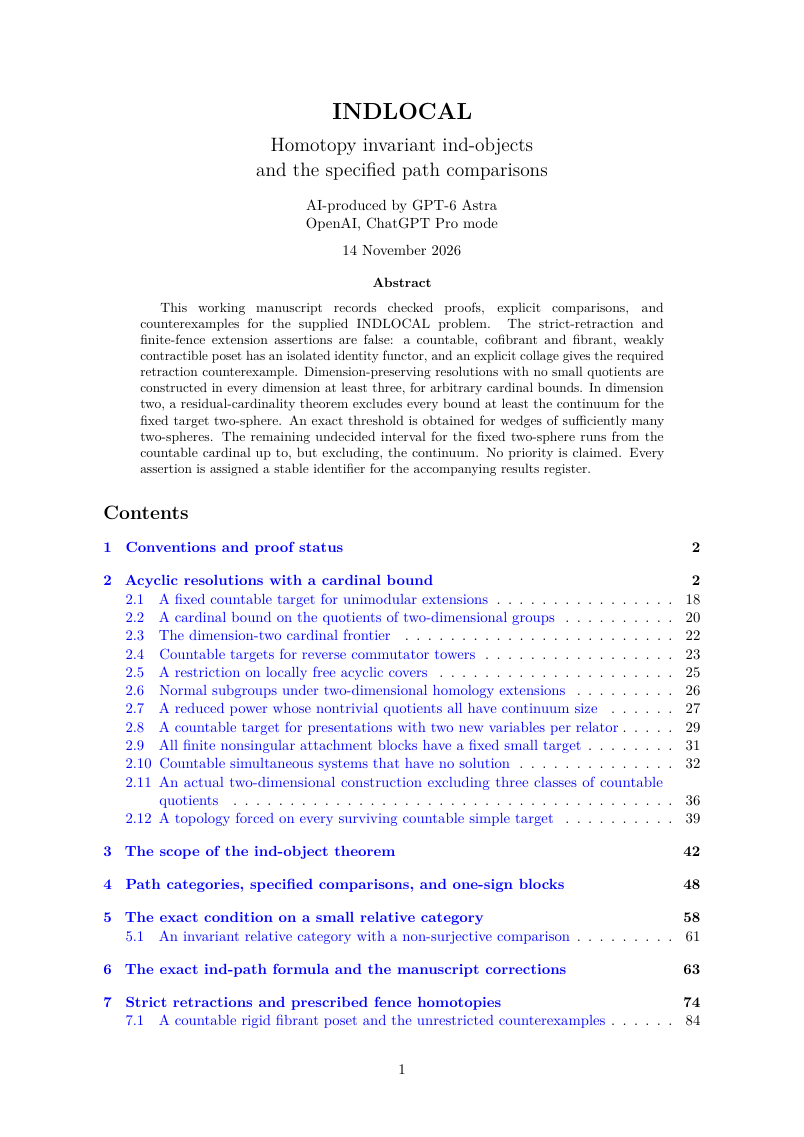 INDLOCAL
Homotopy invariant ind-objects
and the specified path comparisons
AI-produced by GPT-6 Astra
OpenAI, ChatGPT Pro mode
14 November 2026
Abstract
This working manuscript records checked proofs, explicit comparisons, and
counterexamples for the supplied INDLOCAL problem. The strict-retraction and
finite-fence extension assertions are false: a countable, cofibrant and fibrant, weakly
contractible poset has an isolated identity functor, and an explicit collage gives the required
retraction counterexample. Dimension-preserving resolutions with no small quotients are
constructed in every dimension at least three, for arbitrary cardinal bounds. In dimension
two, a residual-cardinality theorem excludes every bound at least the continuum for the
fixed target two-sphere. An exact threshold is obtained for wedges of sufficiently many
two-spheres. The remaining undecided interval for the fixed two-sphere runs from the
countable cardinal up to, but excluding, the continuum. No priority is claimed. Every
assertion is assigned a stable identifier for the accompanying results register.
Contents
1 Conventions and proof status 2
2 Acyclic resolutions with a cardinal bound 2
2.1 A fixed countable target for unimodular extensions . . . . . . . . . . . . . . . . 18
2.2 A cardinal bound on the quotients of two-dimensional groups . . . . . . . . . . 20
2.3 The dimension-two cardinal frontier . . . . . . . . . . . . . . . . . . . . . . . . 22
2.4 Countable targets for reverse commutator towers . . . . . . . . . . . . . . . . . 23
2.5 A restriction on locally free acyclic covers . . . . . . . . . . . . . . . . . . . . . 25
2.6 Normal subgroups under two-dimensional homology extensions . . . . . . . . . 26
2.7 A reduced power whose nontrivial quotients all have continuum size . . . . . . 27
2.8 A countable target for presentations with two new variables per relator . . . . . 29
2.9 All finite nonsingular attachment blocks have a fixed small target . . . . . . . . 31
2.10 Countable simultaneous systems that have no solution . . . . . . . . . . . . . . 32
2.11 An actual two-dimensional construction excluding three classes of countable
quotients . . . . . . . . . . . . . . . . . . . . . . . . . . . . . . . . . . . . . . . 36
2.12 A topology forced on every surviving countable simple target . . . . . . . . . . 39
3 The scope of the ind-object theorem 42
4 Path categories, specified comparisons, and one-sign blocks 48
5 The exact condition on a small relative category 58
5.1 An invariant relative category with a non-surjective comparison . . . . . . . . . 61
6 The exact ind-path formula and the manuscript corrections 63
7 Strict retractions and prescribed fence homotopies 74
7.1 A countable rigid fibrant poset and the unrestricted counterexamples . . . . . . 84
1